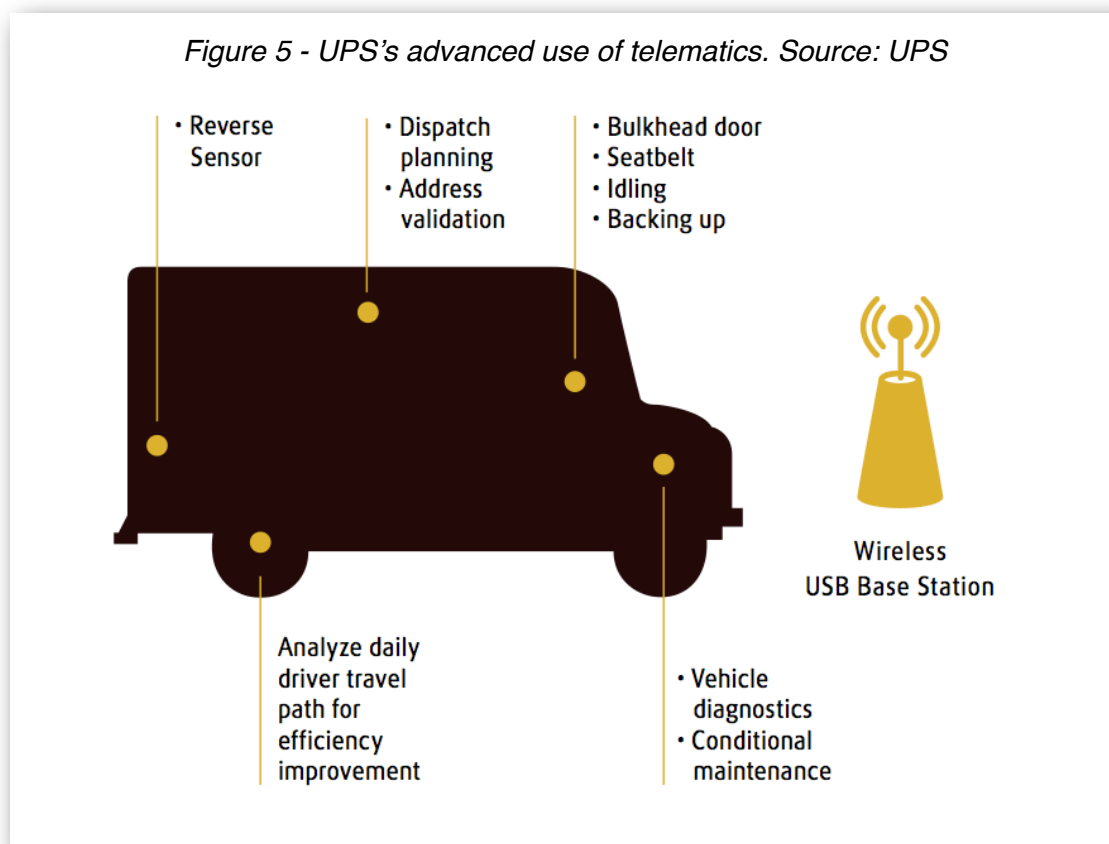 Figure 5 - UPS’s advanced use of telematics. Source: UPS
• Reverse
Sensor
• Dispatch
planning
• Address
validation
• Bulkhead door
• Seatbelt
• Idling
• Backing up
Wireless
USB Base Station
Analyze daily
driver travel
path for
efficiency
improvement
• Vehicle
diagnostics
• Conditional
maintenance